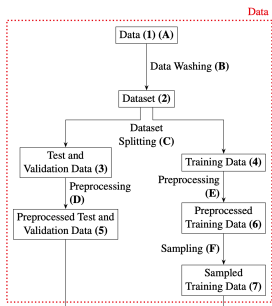 Data
Data (1) (A)
Data Washing (B)
Dataset (2)
Dataset
Splitting (C)
Test and
Validation Data (3)
Training Data (4)
Preprocessing
(D)
Preprocessing
(E)
Preprocessed Test and
Validation Data (5)
Preprocessed
Training Data (6)
Sampling (F)
Sampled
Training Data (7)